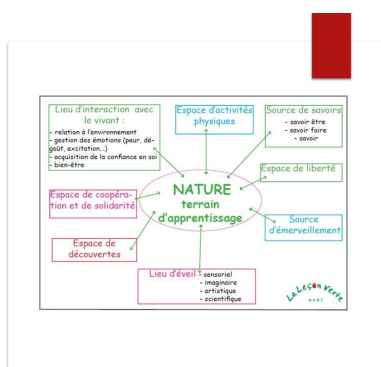 Lieu d'interaction avec
le vivant :
- relation à l'environnement
- gestion des émotions (peur, dé-
goût, excitation...)
- acquisition de la confiance en soi
- bien-être
Espace d'activités
physiques
Source de savoirs
- savoir être
- savoir faire
- savoir
Espace de liberté
Espace de coopéra-
tion et de solidarité
NATURE
terrain
d'apprentissage
Source
d'émerveillement
Espace de
découvertes
Lieu d'éveil
- sensoriel
- imaginaire
- artistique
- scientifique
La Leçon Verte
asbl